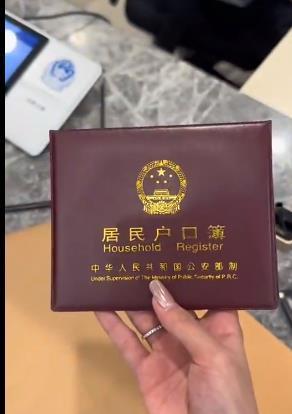 居民户口簿
Household Register
中华人民共和国公安部制
Under Supervision of The Ministry of Public Security of P.R.C.